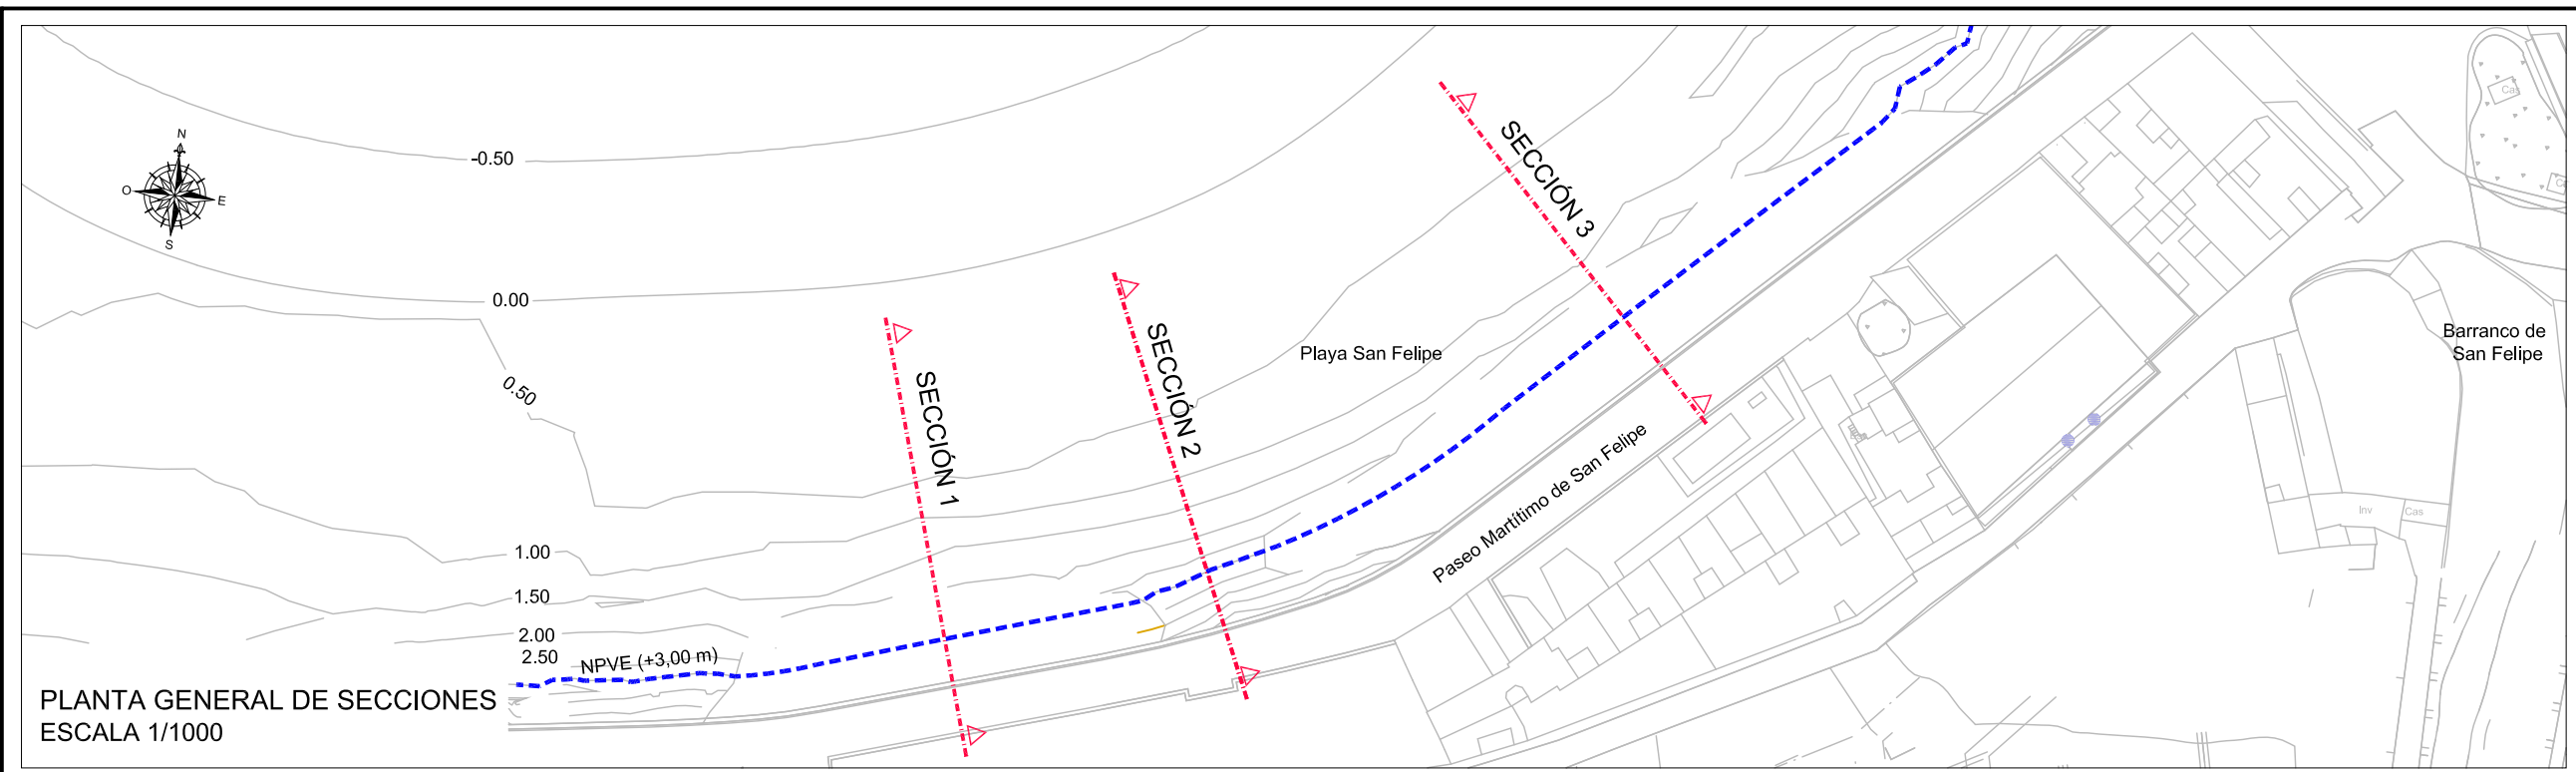 N
O
E
S
-0.50
0.00
0.50
1.00
1.50
2.00
2.50
NPVE (+3,00 m)
SECCIÓN 1
SECCIÓN 2
SECCIÓN 3
Playa San Felipe
Paseo Martítimo de San Felipe
Barranco de
San Felipe
Cas
Inv
Cas
PLANTA GENERAL DE SECCIONES
ESCALA 1/1000